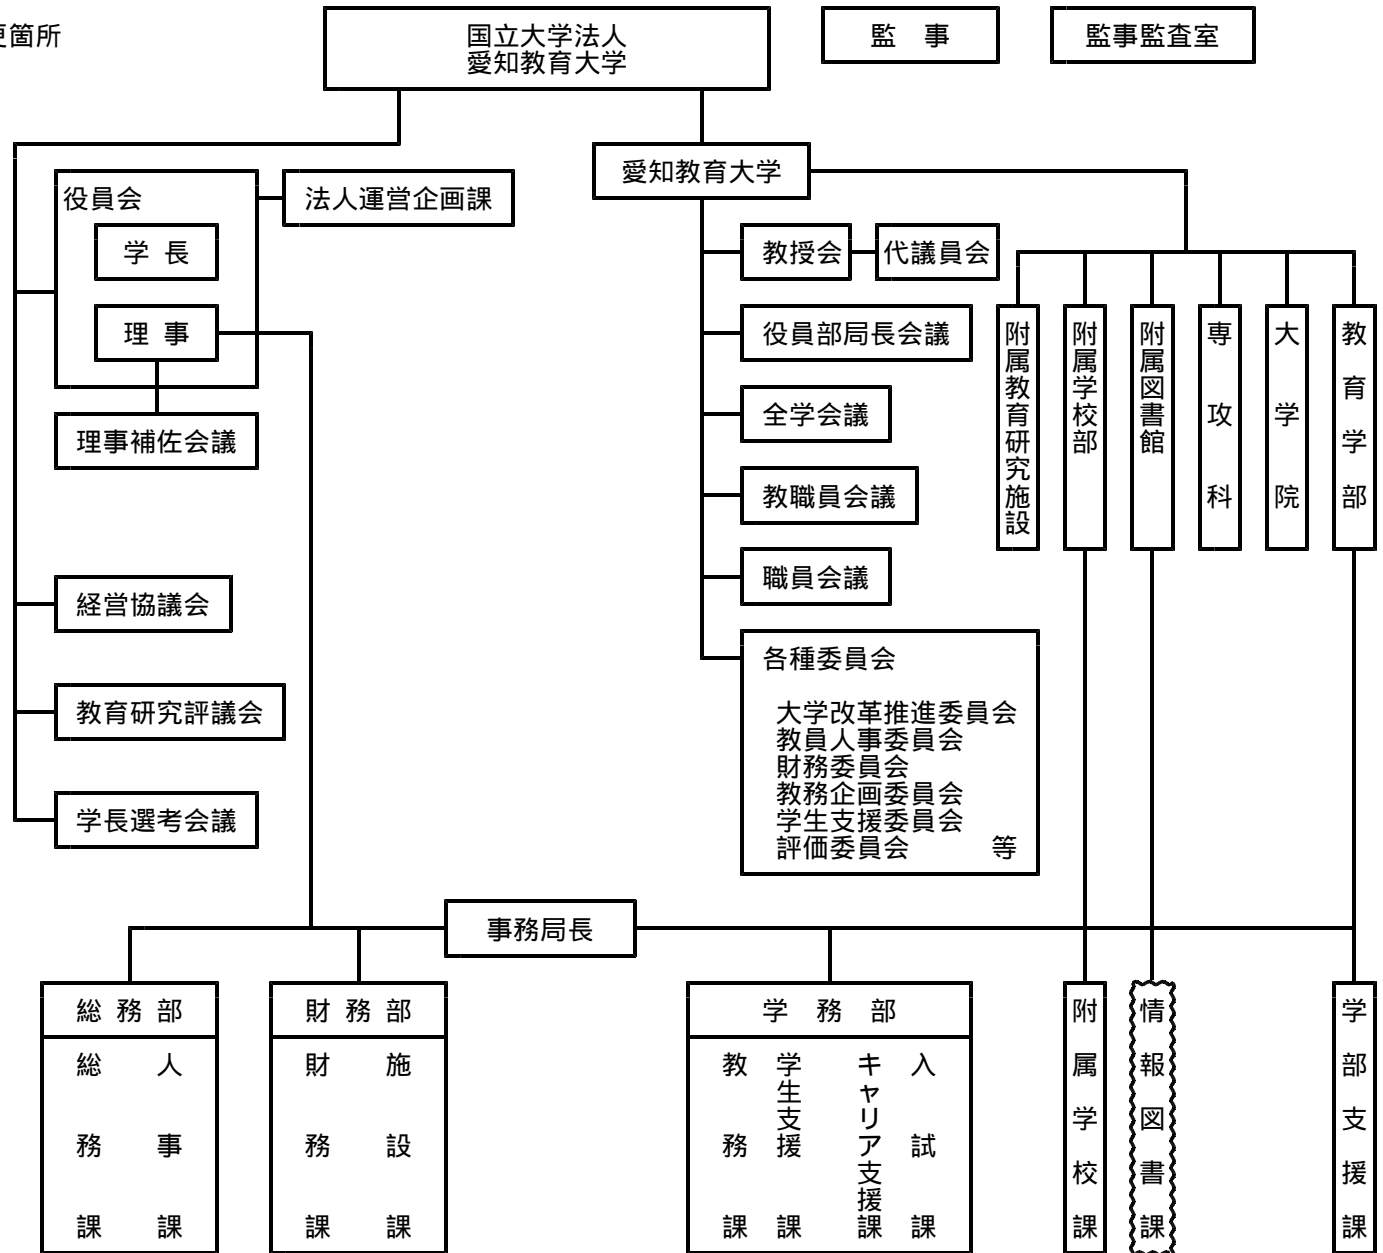 更箇所
国立大学法人
愛知教育大学
監　事
監事監査室
愛知教育大学
役員会
法人運営企画課
学 長
理 事
理事補佐会議
経営協議会
教育研究評議会
学長選考会議
教授会
代議員会
役員部局長会議
全学会議
教職員会議
職員会議
各種委員会
大学改革推進委員会
教員人事委員会
財務委員会
教務企画委員会
学生支援委員会
評価委員会　　　等
附属教育研究施設
附属学校部
附属図書館
専攻科
大学院
教育学部
事務局長
総 務 部
総務課
人事課
財 務 部
財務課
施設課
学　務　部
教務課
学生支援課
キャリア支援課
入試課
附属学校課
情報図書課
学部支援課